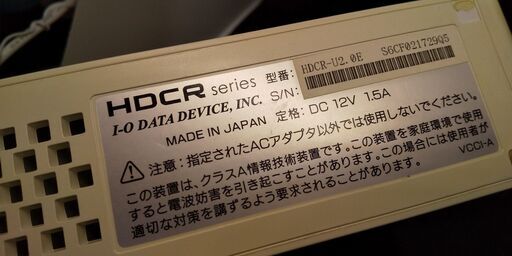 HDCR series 型番: HDCR-U2.0E S6CF021729Q5
I-O DATA DEVICE, INC. S/N:
MADE IN JAPAN 定格: DC 12V 1.5A
注意:指定されたACアダプタ以外では使用しないでください。
この装置は、クラスA情報技術装置です。この装置を家庭環境で使用
すると電波妨害を引き起こすことがあります。この場合には使用者が
適切な対策を講ずるよう要求されることがあります。 VCCI-A